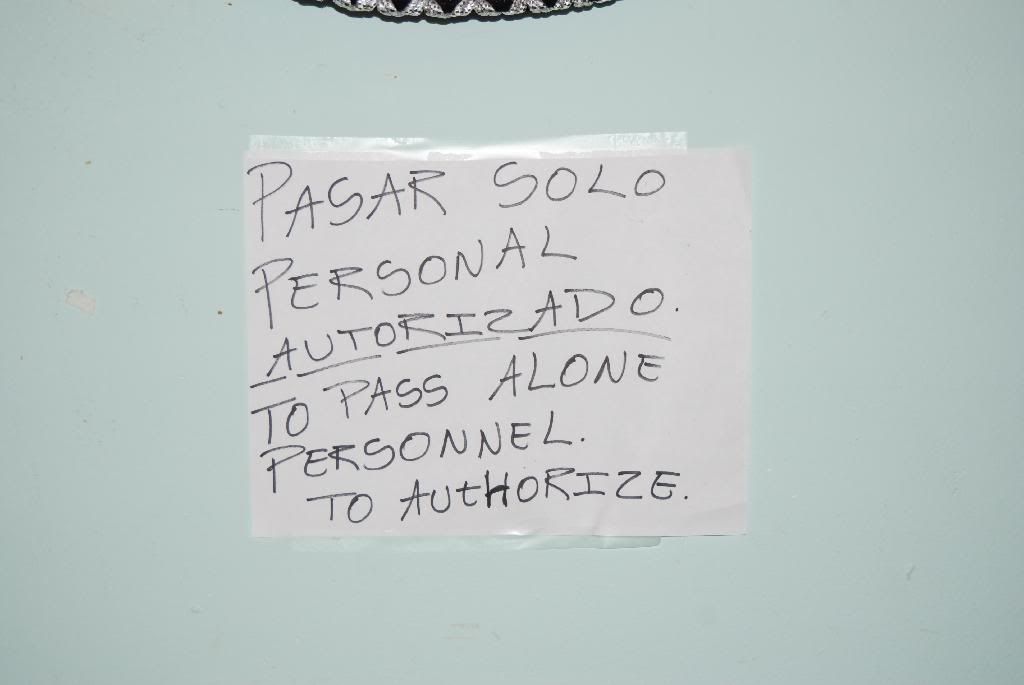 PASAR SOLO
PERSONAL
AUTORIZADO.
TO PASS ALONE
PERSONNEL.
TO AUtHORIZE.